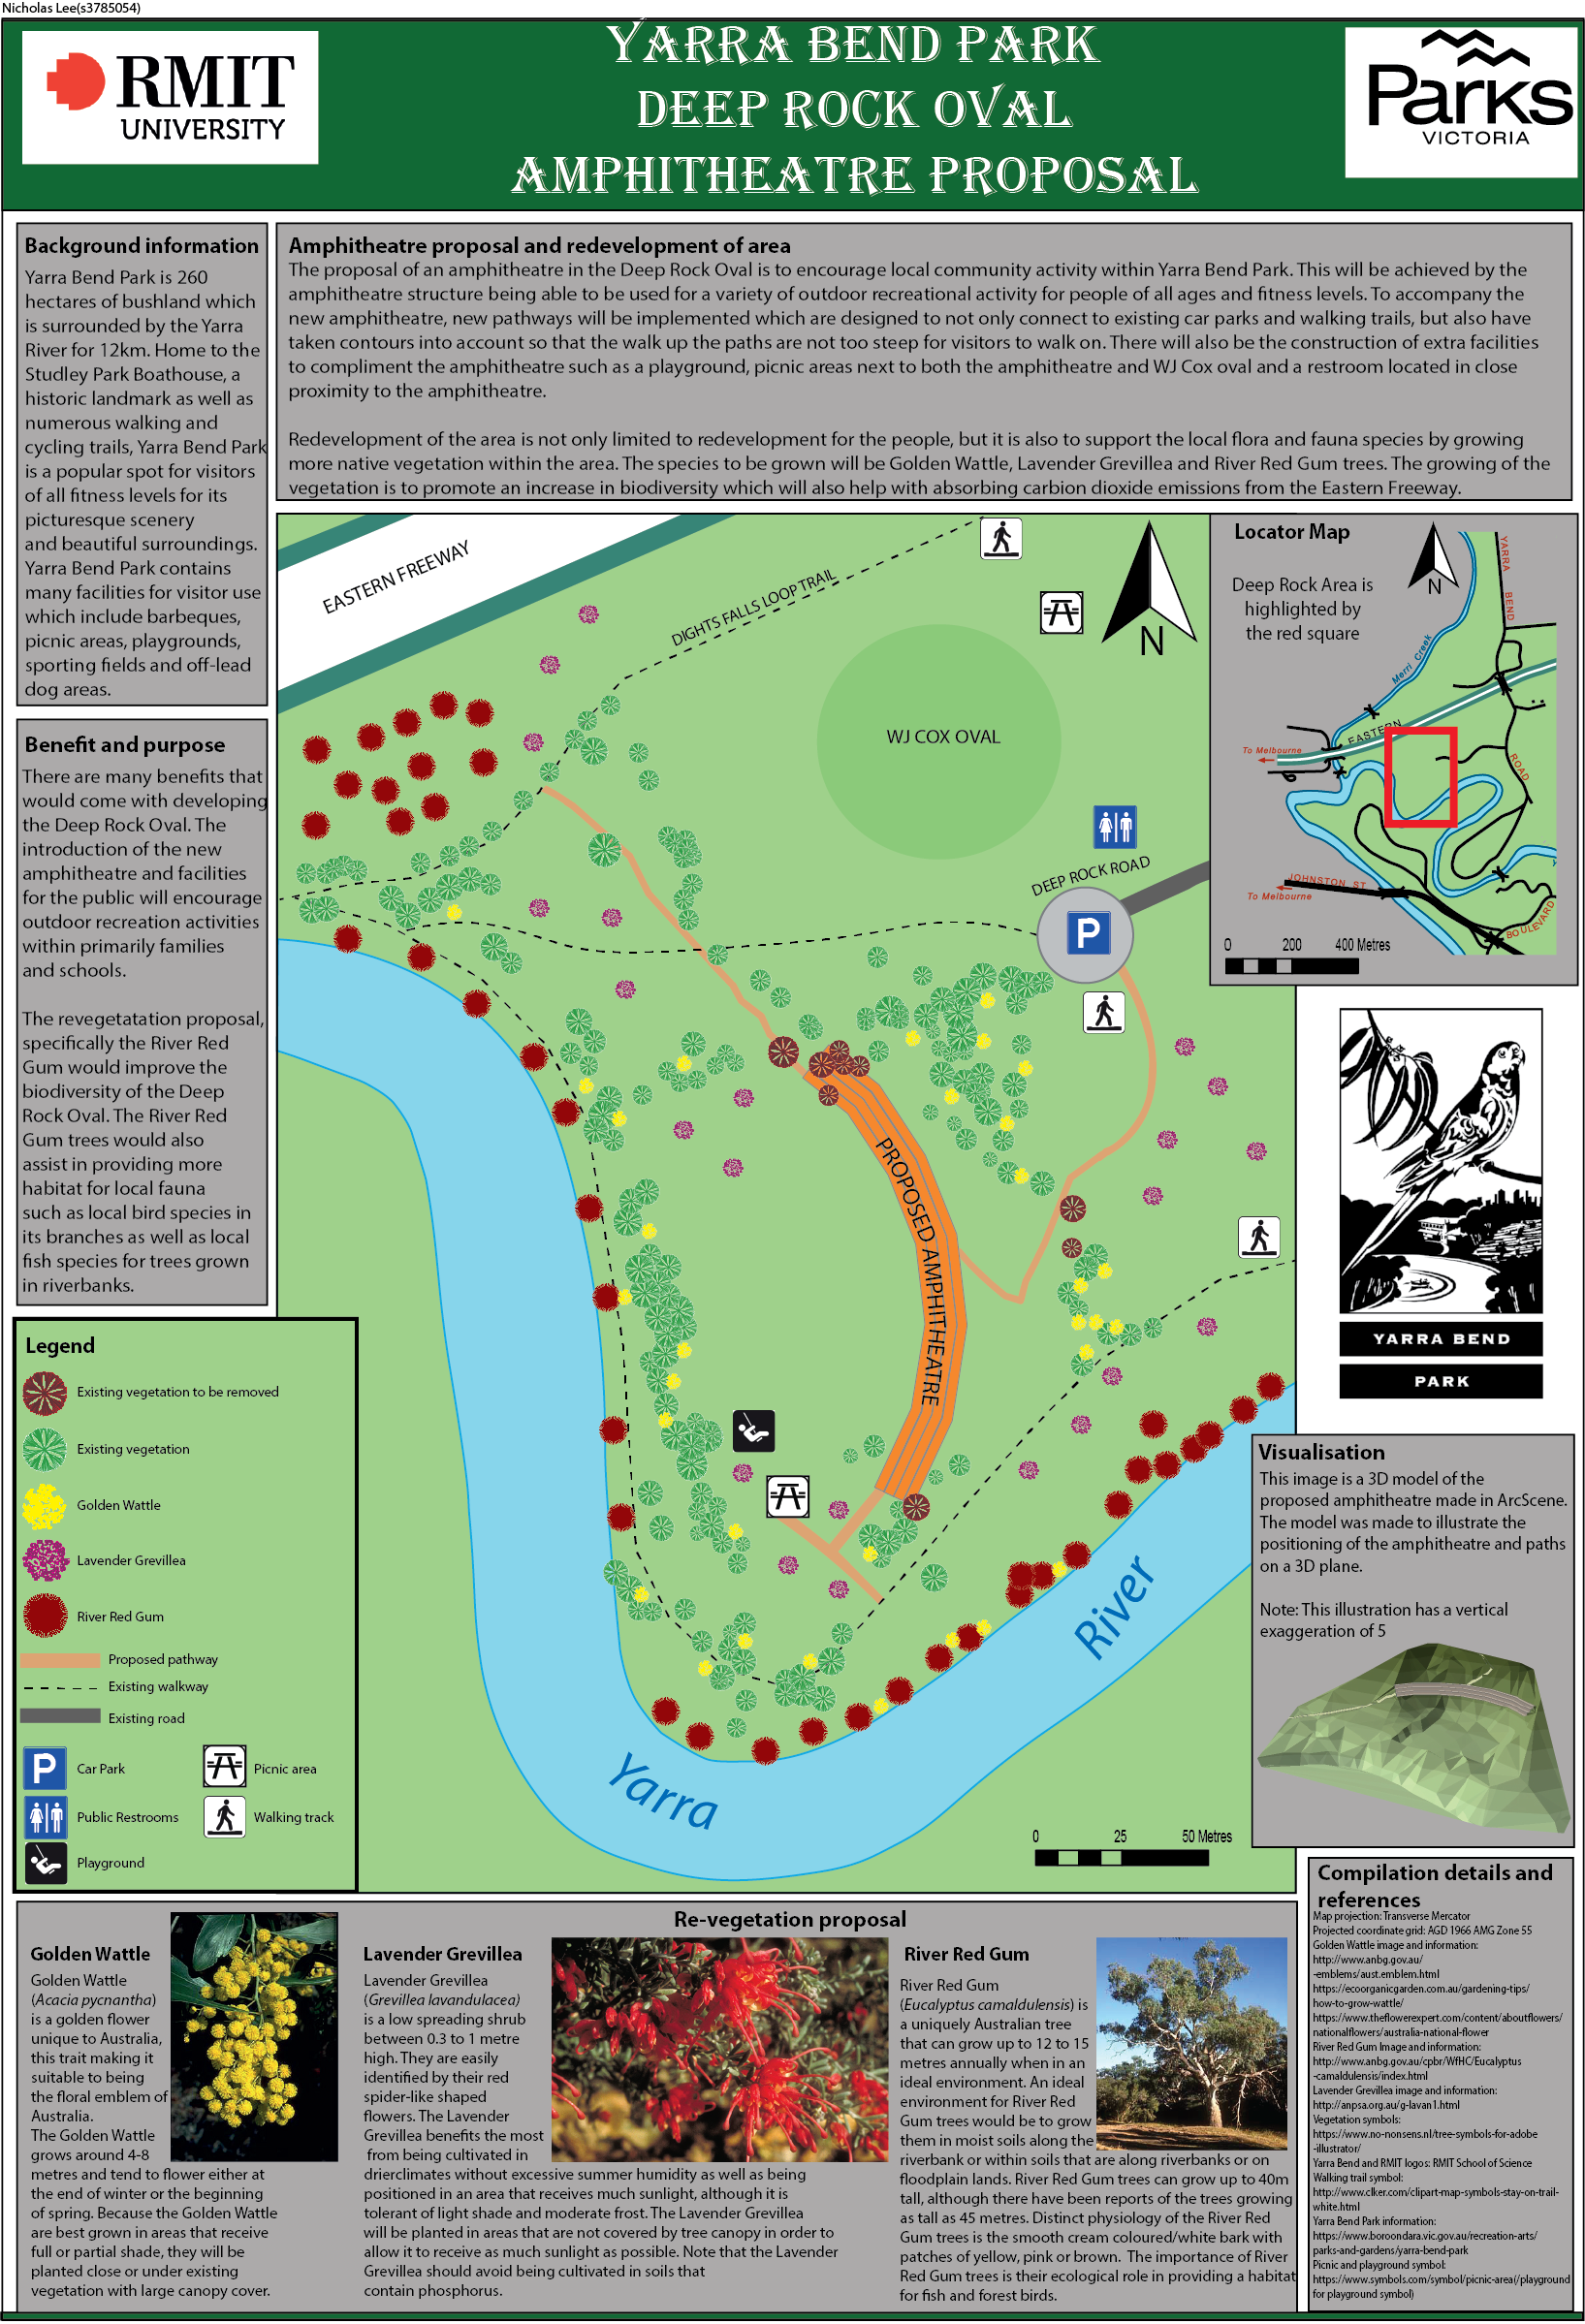 Nicholas Lee(s3785054)
RMIT
UNIVERSITY
YARRA BEND PARK
DEEP ROCK OVAL
AMPHITHEATRE PROPOSAL
Parks
VICTORIA
Background information
Yarra Bend Park is 260
hectares of bushland which
is surrounded by the Yarra
River for 12km. Home to the
Studley Park Boathouse, a
historic landmark as well as
numerous walking and
cycling trails, Yarra Bend Park
is a popular spot for visitors
of all fitness levels for its
picturesque scenery
and beautiful surroundings.
Yarra Bend Park contains
many facilities for visitor use
which include barbeques,
picnic areas, playgrounds,
sporting fields and off-lead
dog areas.
Amphitheatre proposal and redevelopment of area
The proposal of an amphitheatre in the Deep Rock Oval is to encourage local community activity within Yarra Bend Park. This will be achieved by the
amphitheatre structure being able to be used for a variety of outdoor recreational activity for people of all ages and fitness levels. To accompany the
new amphitheatre, new pathways will be implemented which are designed to not only connect to existing car parks and walking trails, but also have
taken contours into account so that the walk up the paths are not too steep for visitors to walk on. There will also be the construction of extra facilities
to compliment the amphitheatre such as a playground, picnic areas next to both the amphitheatre and WJ Cox oval and a restroom located in close
proximity to the amphitheatre.
Redevelopment of the area is not only limited to redevelopment for the people, but it is also to support the local flora and fauna species by growing
more native vegetation within the area. The species to be grown will be Golden Wattle, Lavender Grevillea and River Red Gum trees. The growing of the
vegetation is to promote an increase in biodiversity which will also help with absorbing carbion dioxide emissions from the Eastern Freeway.
Benefit and purpose
There are many benefits that
would come with developing
the Deep Rock Oval. The
introduction of the new
amphitheatre and facilities
for the public will encourage
outdoor recreation activities
within primarily families
and schools.
The revegetatation proposal,
specifically the River Red
Gum would improve the
biodiversity of the Deep
Rock Oval. The River Red
Gum trees would also
assist in providing more
habitat for local fauna
such as local bird species in
its branches as well as local
fish species for trees grown
in riverbanks.
EASTERN FREEWAY
DIGHTS FALLS LOOP TRAIL
N
WJ COX OVAL
DEEP ROCK ROAD
P
PROPOSED AMPHITHEATRE
Yarra
River
0 25 50 Metres
Locator Map
Deep Rock Area is
highlighted by
the red square
N
YARRA
BEND
ROAD
Merri Creek
EASTERN
To Melbourne
JOHNSTON ST
To Melbourne
BOULEVARD
0 200 400 Metres
YARRA BEND
PARK
Legend
Existing vegetation to be removed
Existing vegetation
Golden Wattle
Lavender Grevillea
River Red Gum
Proposed pathway
Existing walkway
Existing road
P
Car Park
Picnic area
Public Restrooms
Walking track
Playground
Visualisation
This image is a 3D model of the
proposed amphitheatre made in ArcScene.
The model was made to illustrate the
positioning of the amphitheatre and paths
on a 3D plane.
Note: This illustration has a vertical
exaggeration of 5
Re-vegetation proposal
Golden Wattle
Golden Wattle
(Acacia pycnantha)
is a golden flower
unique to Australia,
this trait making it
suitable to being
the floral emblem of
Australia.
The Golden Wattle
grows around 4-8
metres and tend to flower either at
the end of winter or the beginning
of spring. Because the Golden Wattle
are best grown in areas that receive
full or partial shade, they will be
planted close or under existing
vegetation with large canopy cover.
Lavender Grevillea
Lavender Grevillea
(Grevillea lavandulacea)
is a low spreading shrub
between 0.3 to 1 metre
high. They are easily
identified by their red
spider-like shaped
flowers. The Lavender
Grevillea benefits the most
from being cultivated in
drierclimates without excessive summer humidity as well as being
positioned in an area that receives much sunlight, although it is
tolerant of light shade and moderate frost. The Lavender Grevillea
will be planted in areas that are not covered by tree canopy in order to
allow it to receive as much sunlight as possible. Note that the Lavender
Grevillea should avoid being cultivated in soils that
contain phosphorus.
River Red Gum
River Red Gum
(Eucalyptus camaldulensis) is
a uniquely Australian tree
that can grow up to 12 to 15
metres annually when in an
ideal environment. An ideal
environment for River Red
Gum trees would be to grow
them in moist soils along the
riverbank or within soils that are along riverbanks or on
floodplain lands. River Red Gum trees can grow up to 40m
tall, although there have been reports of the trees growing
as tall as 45 metres. Distinct physiology of the River Red
Gum trees is the smooth cream coloured/white bark with
patches of yellow, pink or brown. The importance of River
Red Gum trees is their ecological role in providing a habitat
for fish and forest birds.
Compilation details and
references
Map projection: Transverse Mercator
Projected coordinate grid: AGD 1966 AMG Zone 55
Golden Wattle image and information:
http://www.anbg.gov.au/
-emblems/aust.emblem.html
https://ecoorganicgarden.com.au/gardening-tips/
how-to-grow-wattle/
https://www.theflowerexpert.com/content/aboutflowers/
nationalflowers/australia-national-flower
River Red Gum Image and information:
http://www.anbg.gov.au/cpbr/WfHC/Eucalyptus
-camaldulensis/index.html
Lavender Grevillea image and information:
http://anpsa.org.au/g-lavan1.html
Vegetation symbols:
https://www.no-nonsens.nl/tree-symbols-for-adobe
-illustrator/
Yarra Bend and RMIT logos: RMIT School of Science
Walking trail symbol:
http://www.clker.com/clipart-map-symbols-stay-on-trail-
white.html
Yarra Bend Park information:
https://www.boroondara.vic.gov.au/recreation-arts/
parks-and-gardens/yarra-bend-park
Picnic and playground symbol:
https://www.symbols.com/symbol/picnic-area(/playground
for playground symbol)